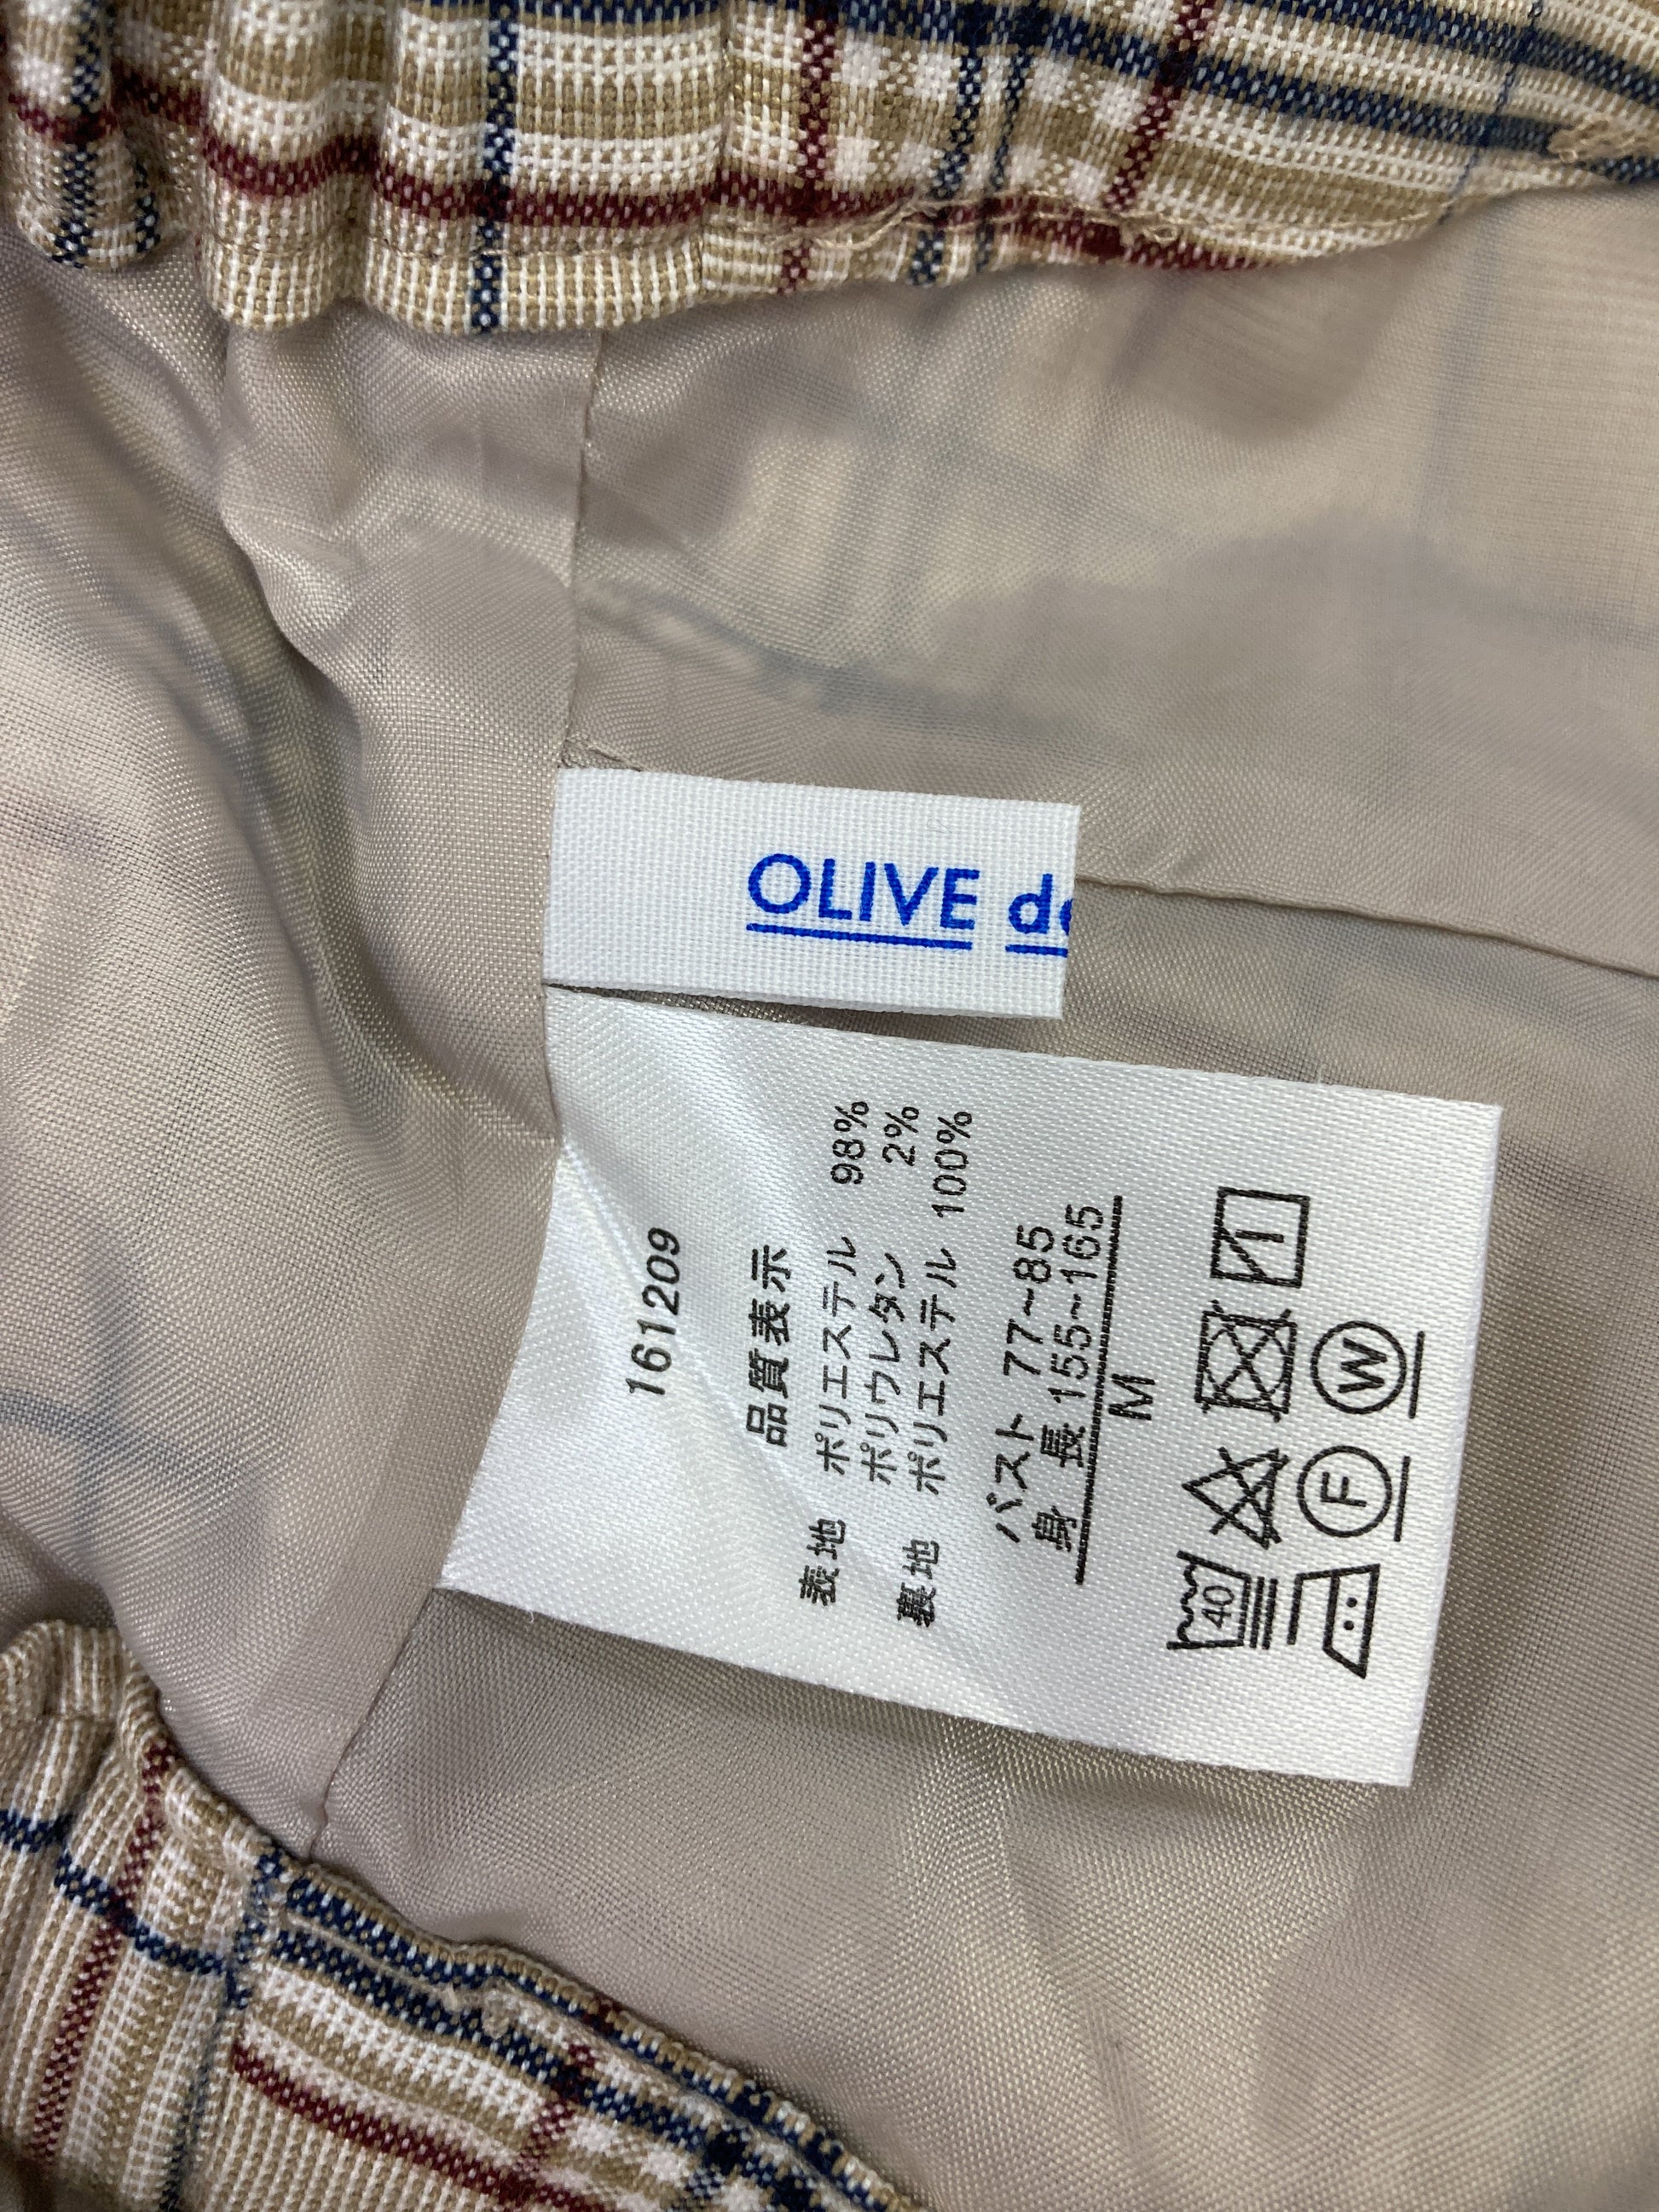 OLIVE de
161209
品質表示
表地 ポリエステル 98%
ポリウレタン 2%
裏地 ポリエステル 100%
バスト 77~85
身長 155~165
M
40
F
W